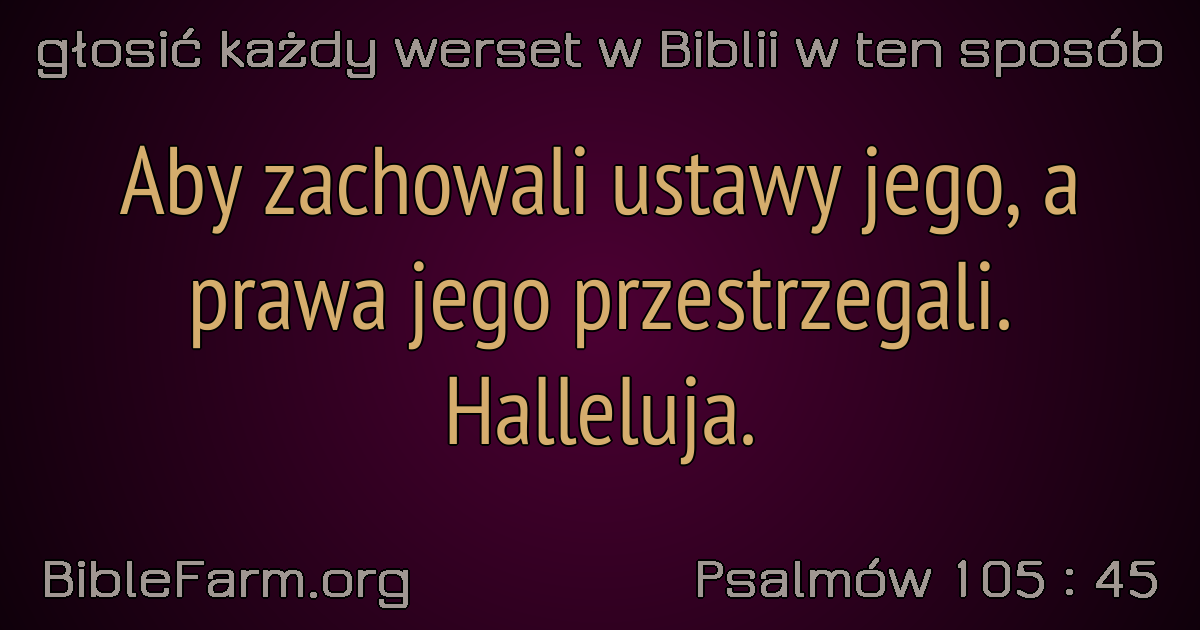 głosić każdy werset w Biblii w ten sposób
Aby zachowali ustawy jego, a
prawa jego przestrzegali.
Halleluja.
BibleFarm.org
Psalmów 105 : 45